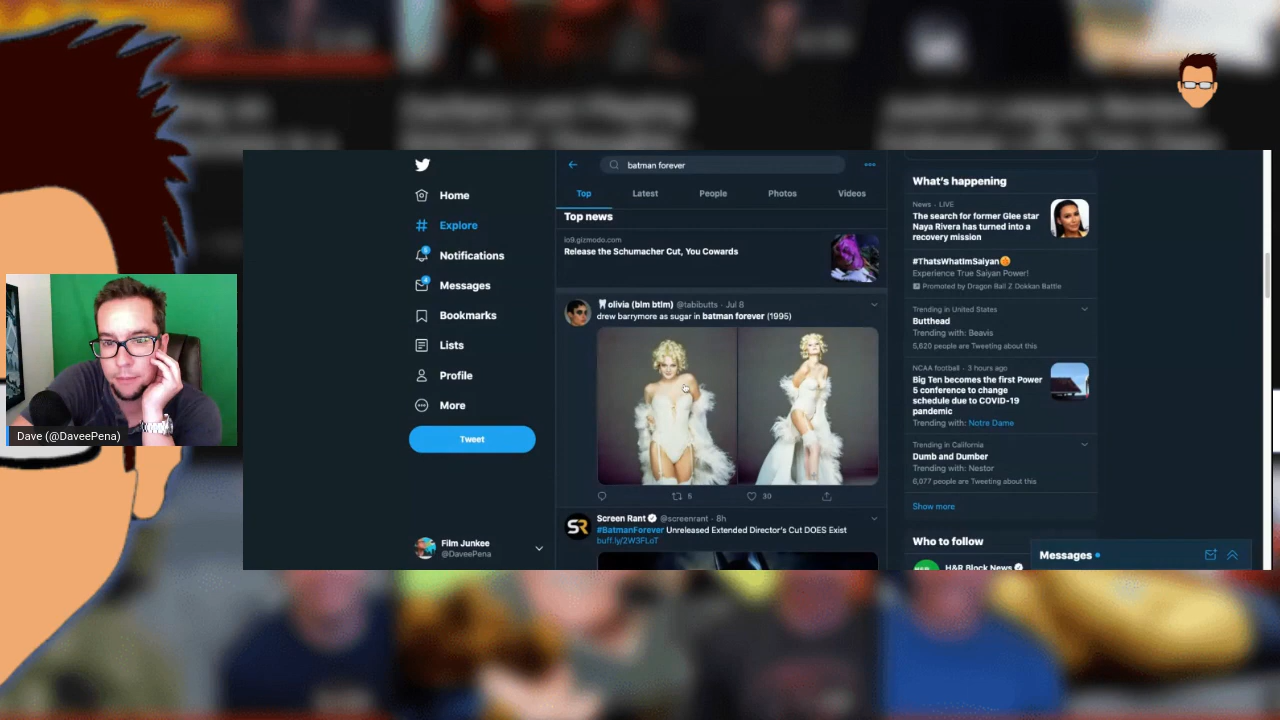 batman forever
Top
Latest
People
Photos
Videos
Home
Explore
Notifications
Messages
Bookmarks
Lists
Profile
More
Tweet
Film Junkee
@DaveePena
Dave (@DaveePena)
Top news
io9.gizmodo.com
Release the Schumacher Cut, You Cowards
olivia (blm btlm) @tabibutts · Jul 8
drew barrymore as sugar in batman forever (1995)
5
30
SR
Screen Rant @screenrant · 8h
#BatmanForever Unreleased Extended Director's Cut DOES Exist
buff.ly/2W3FLoT
What's happening
News · LIVE
The search for former Glee star
Naya Rivera has turned into a
recovery mission
#ThatsWhatImSaiyan
Experience True Saiyan Power!
Promoted by Dragon Ball Z Dokkan Battle
Trending in United States
Butthead
Trending with: Beavis
5,620 people are Tweeting about this
NCAA football · 3 hours ago
Big Ten becomes the first Power
5 conference to change
schedule due to COVID-19
pandemic
Trending with: Notre Dame
Trending in California
Dumb and Dumber
Trending with: Nestor
6,077 people are Tweeting about this
Show more
Who to follow
H&R Block News
Messages